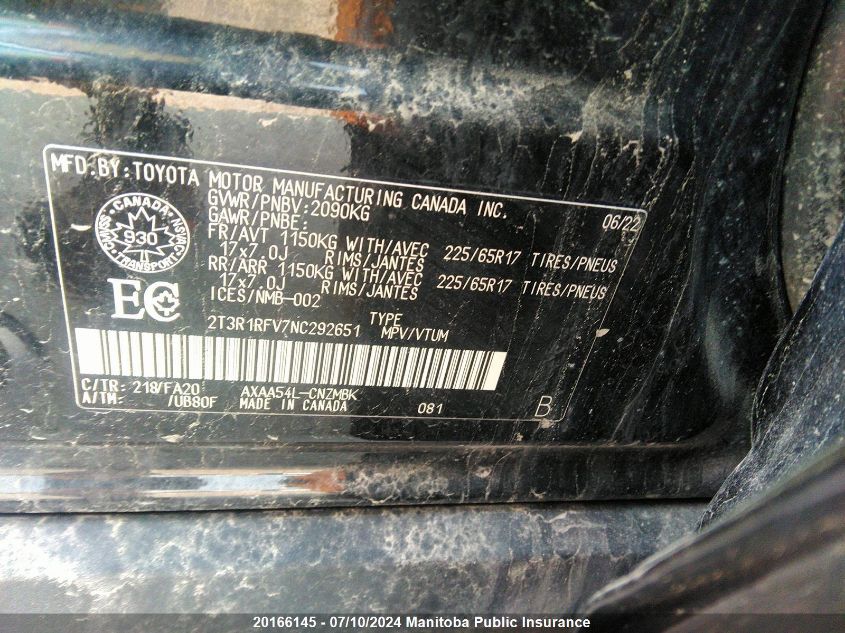 MFD.BY:TOYOTA MOTOR MANUFACTURING CANADA INC.
GVWR/PNBV:2090KG 06/22
GAWR/PNBE:
FR/AVT 1150KG WITH/AVEC 225/65R17 TIRES/PNEUS
17x7.0J RIMS/JANTES
RR/ARR 1150KG WITH/AVEC 225/65R17 TIRES/PNEUS
17x7.0J RIMS/JANTES
ICES/NMB-002
CANADA
930
TRANSPORT
EC
2T3R1RFV7NC292651 TYPE
MPV/VTUM
C/TR: 218/FA20 AXAA54L-CNZMBK
A/TM: /UB80F MADE IN CANADA 081 B
20166145 - 07/10/2024 Manitoba Public Insurance